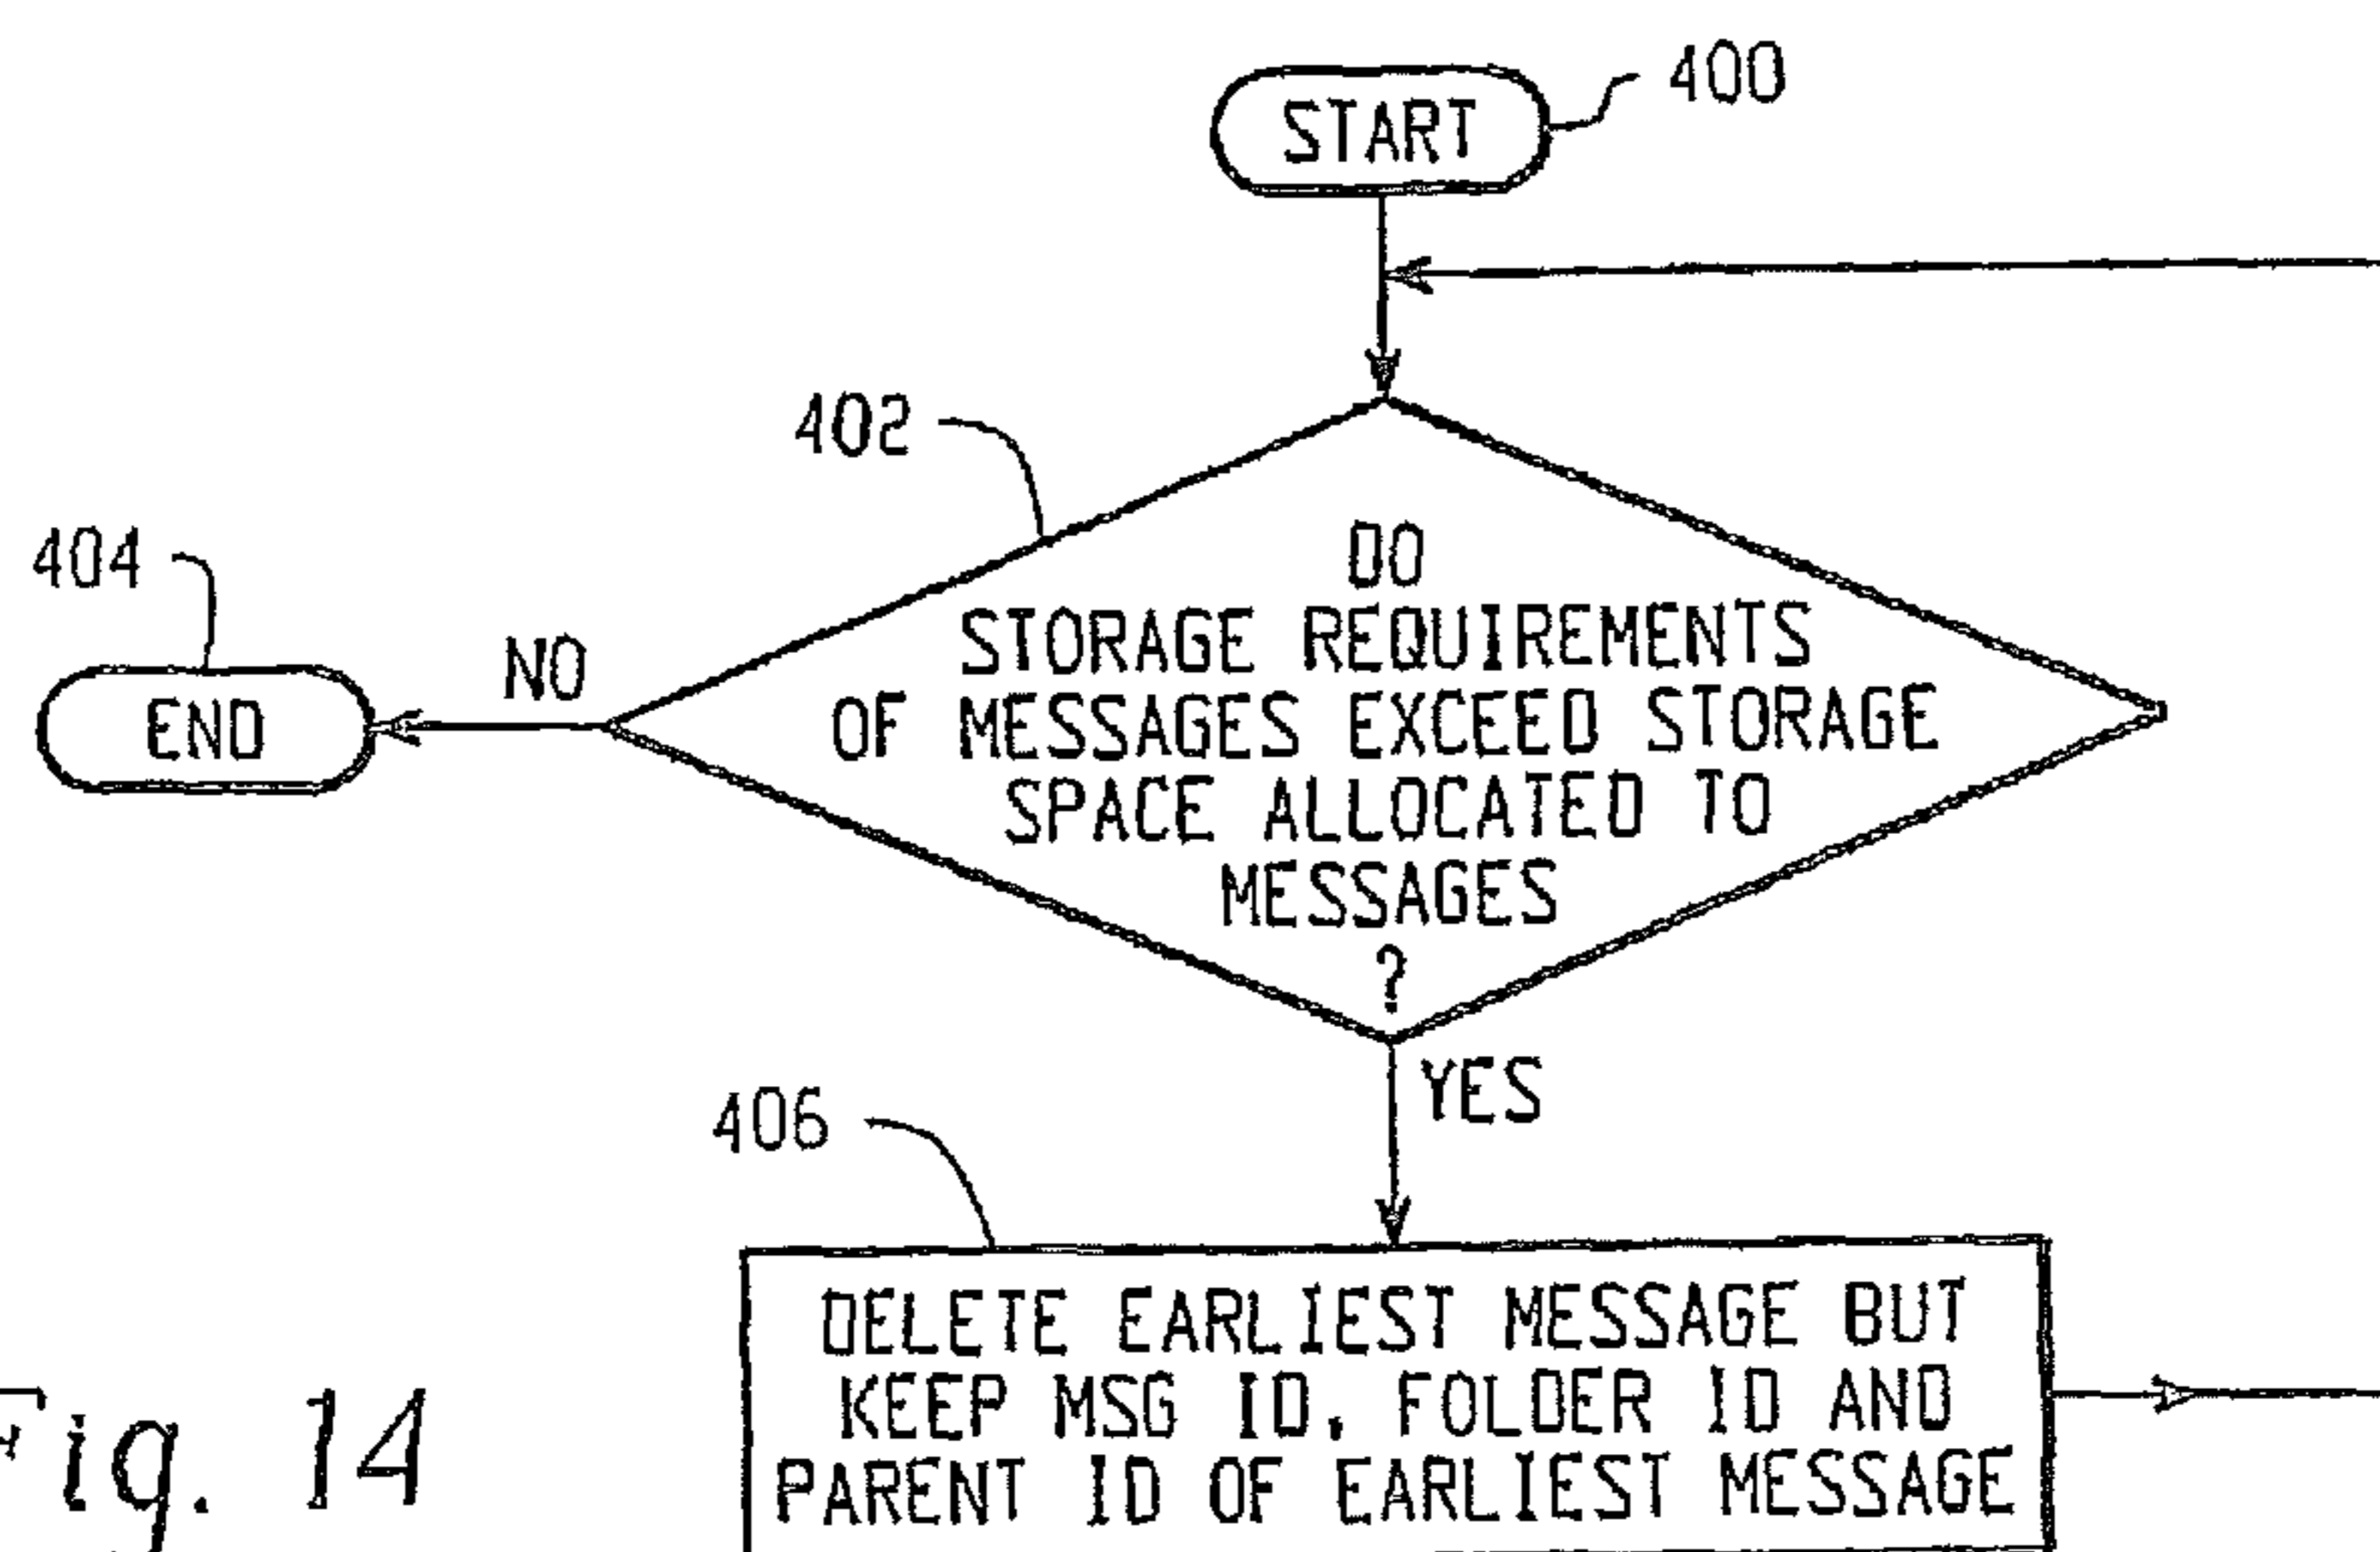 400
START
402
404
DO
STORAGE REQUIREMENTS
OF MESSAGES EXCEED STORAGE
SPACE ALLOCATED TO
MESSAGES
?
NO
END
YES
406
DELETE EARLIEST MESSAGE BUT
KEEP MSG ID, FOLDER ID AND
PARENT ID OF EARLIEST MESSAGE
Fig. 14